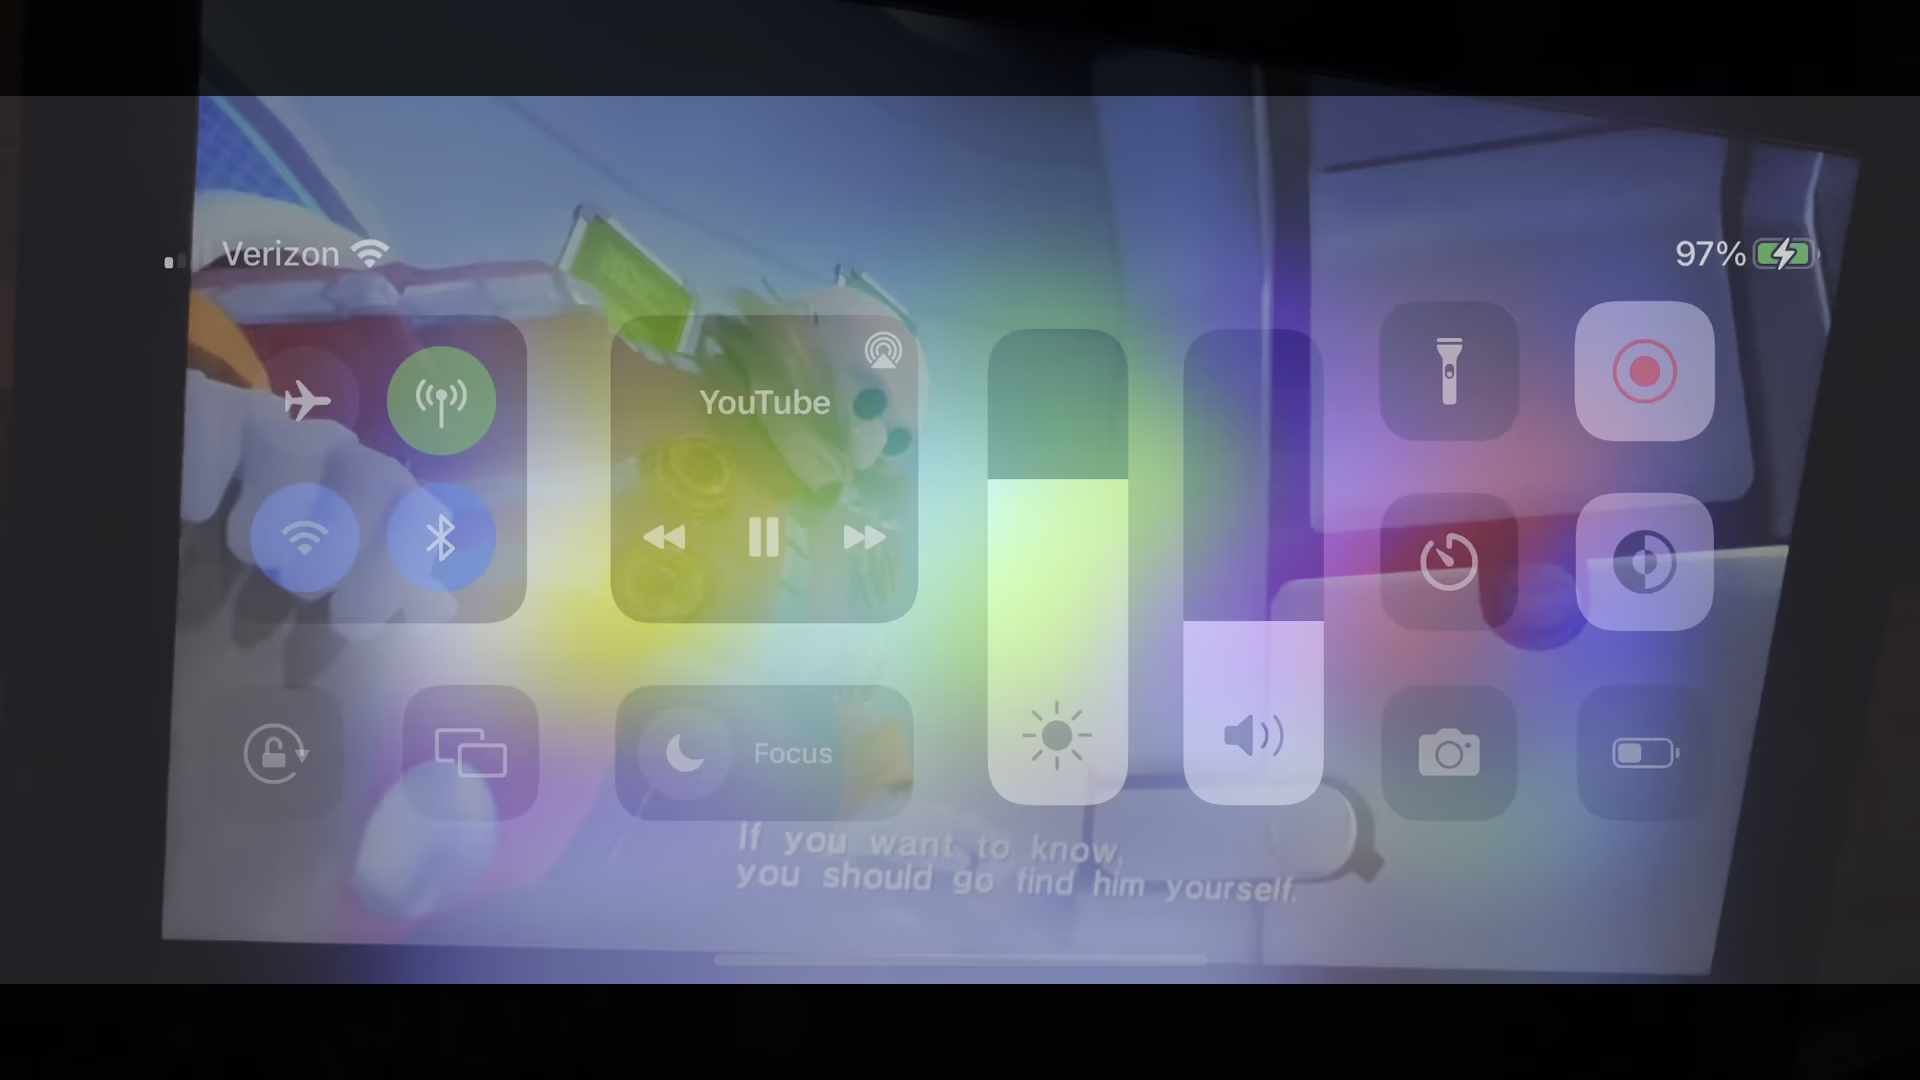 Verizon
97%
YouTube
Focus
If you want to know,
you should go find him yourself.